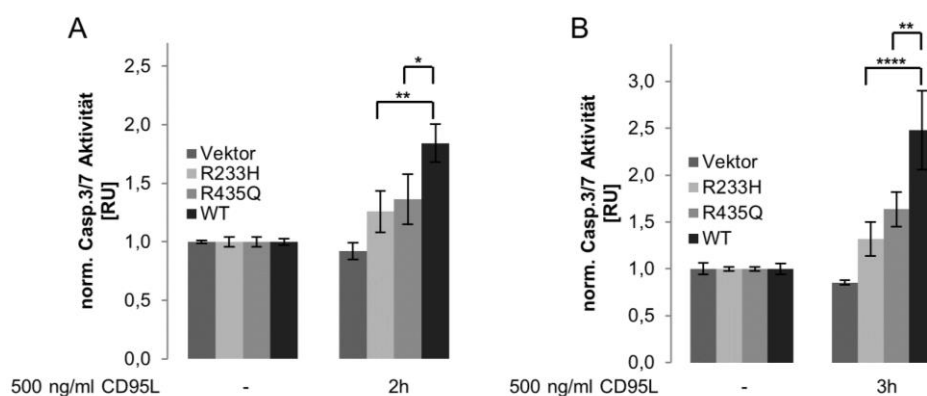 A
norm. Casp.3/7 Aktivität
[RU]
2,5
2,0
1,5
1,0
0,5
0,0
Vektor
R233H
R435Q
WT
*
**
500 ng/ml CD95L - 2h
B
norm. Casp.3/7 Aktivität
[RU]
3,0
2,5
2,0
1,5
1,0
0,5
0,0
Vektor
R233H
R435Q
WT
**
****
500 ng/ml CD95L - 3h